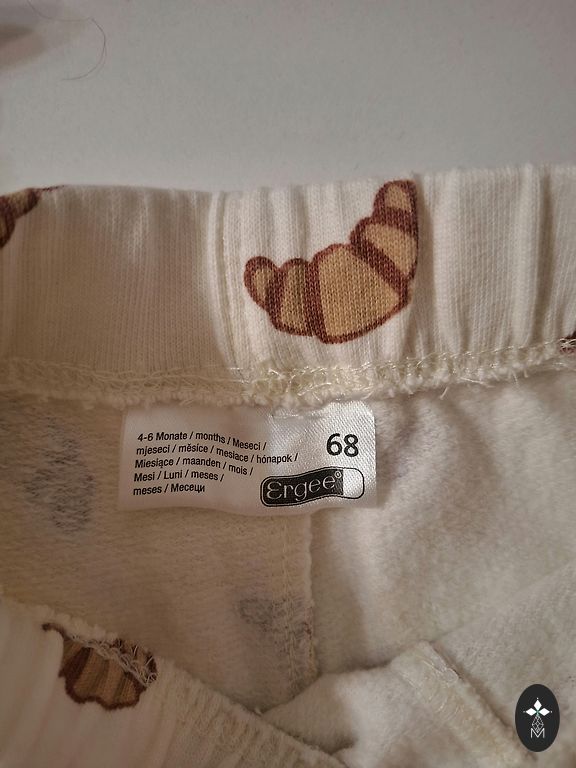 4-6 Monate / months / Meseci /
mjeseci / měsíce / mesiace / hónapok /
Miesiące / maanden / mois /
Mesi / Luni / meses /
meses / Месеци
68
Ergee®
M